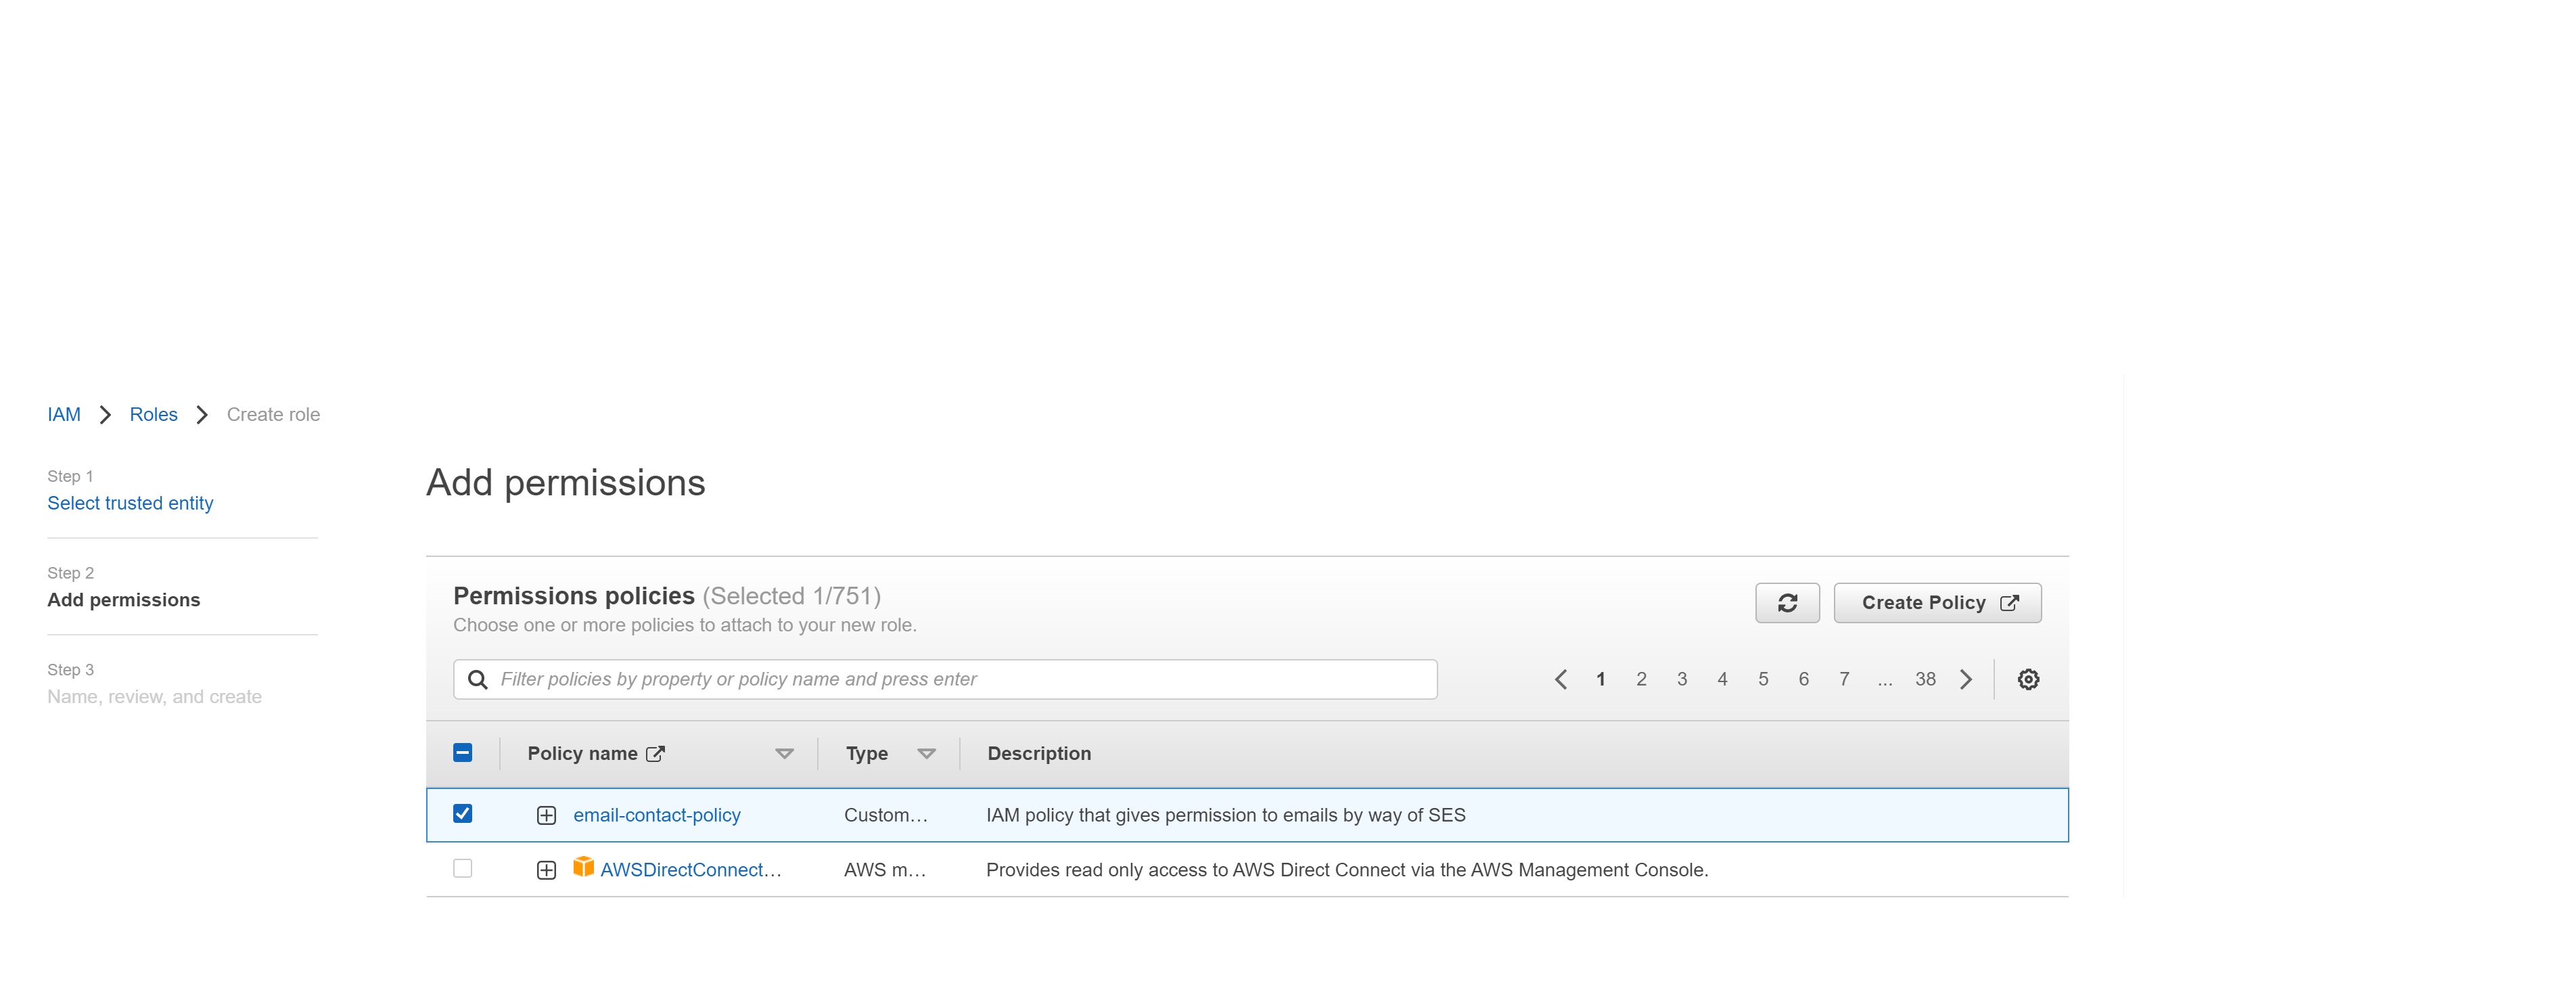 IAM Roles Create role
Step 1
Select trusted entity
Step 2
Add permissions
Step 3
Name, review, and create
Add permissions
Permissions policies (Selected 1/751)
Choose one or more policies to attach to your new role.
Create Policy
Filter policies by property or policy name and press enter
1 2 3 4 5 6 7 ... 38
Policy name Type Description
email-contact-policy Custom… IAM policy that gives permission to emails by way of SES
AWSDirectConnect… AWS m… Provides read only access to AWS Direct Connect via the AWS Management Console.